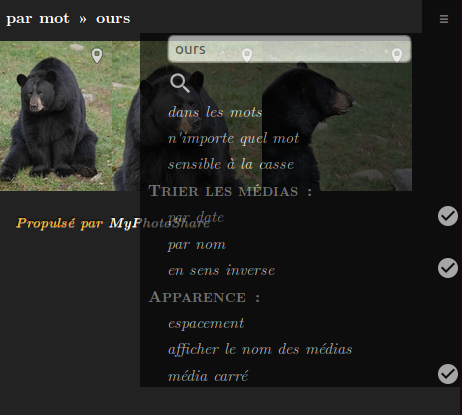 par mot » ours
ours
dans les mots
n'importe quel mot
sensible à la casse
Trier les médias :
par date
Propulsé par MyPhotoShare
par nom
en sens inverse
Apparence :
espacement
afficher le nom des médias
média carré